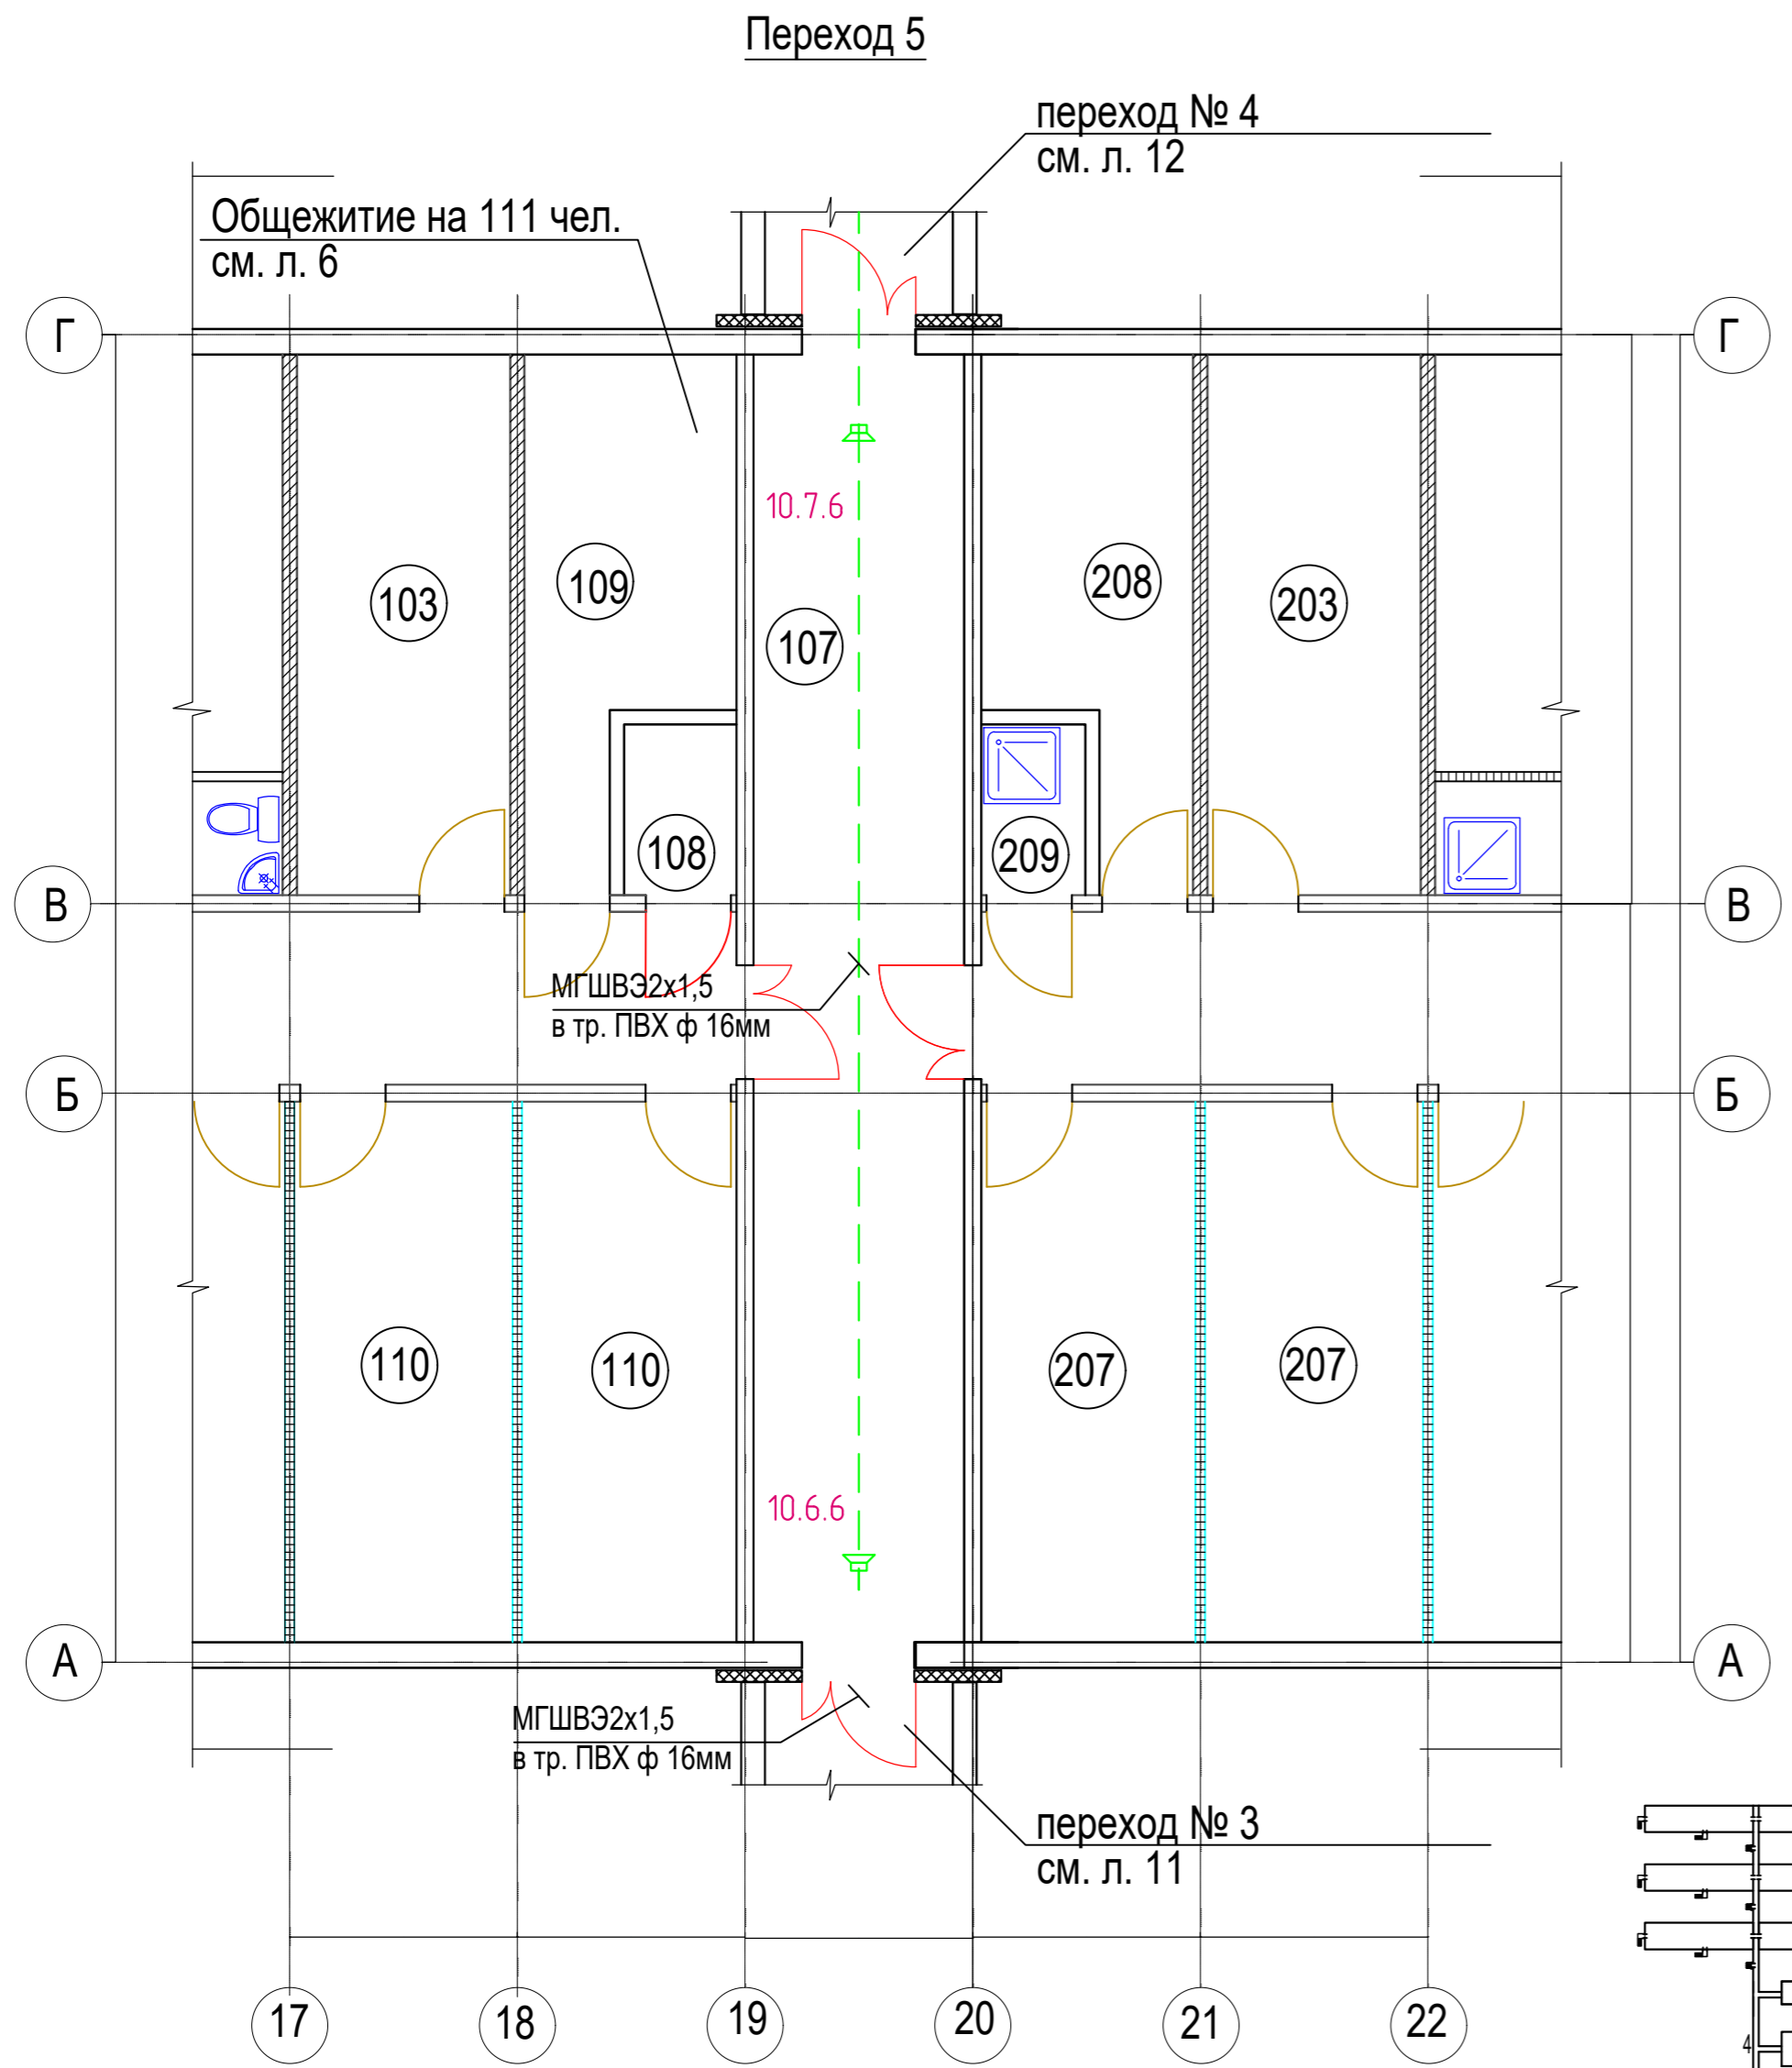 Переход 5
переход № 4
см. л. 12
Общежитие на 111 чел.
см. л. 6
Г
Г
10.7.6
103
109
208
203
107
108
209
В
В
МГШВЭ2х1,5
в тр. ПВХ ф 16мм
Б
Б
110
110
207
207
10.6.6
А
А
МГШВЭ2х1,5
в тр. ПВХ ф 16мм
переход № 3
см. л. 11
17
18
19
20
21
22
4